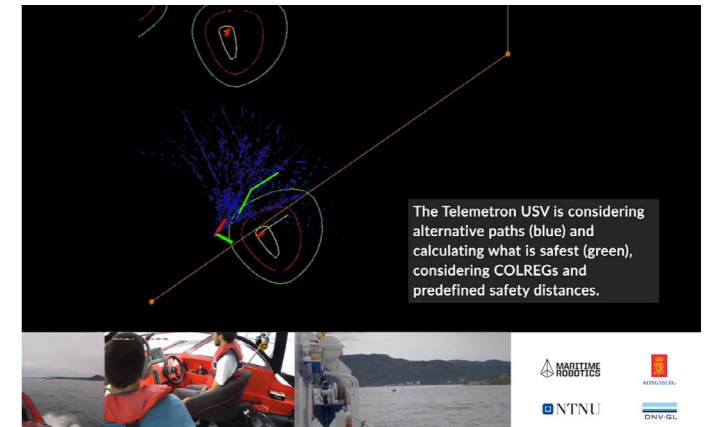 The Telemetron USV is considering
alternative paths (blue) and
calculating what is safest (green),
considering COLREGs and
predefined safety distances.
MARITIME
ROBOTICS
KONGSBERG
NTNU
DNV·GL